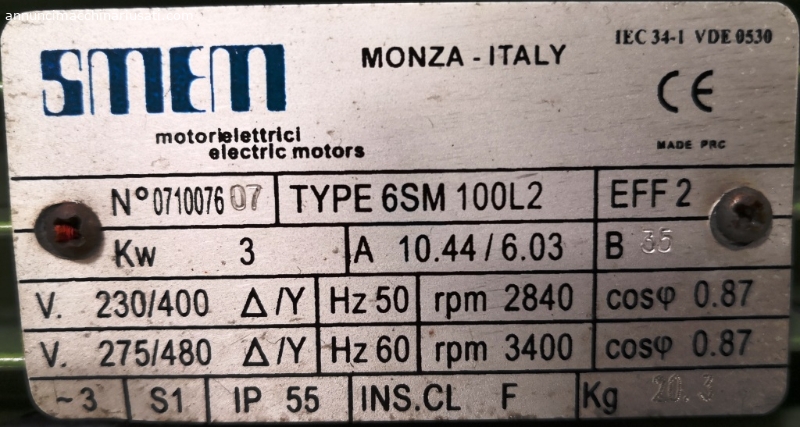 SMEM
MONZA - ITALY
IEC 34-1 VDE 0530
CE
motorielettrici
electric motors
MADE PRC
N° 0710076 07 TYPE 6SM 100L2 EFF 2
Kw 3 A 10.44 / 6.03 B 35
V. 230/400 Δ/Y Hz 50 rpm 2840 cosφ 0.87
V. 275/480 Δ/Y Hz 60 rpm 3400 cosφ 0.87
~3 S1 IP 55 INS.CL F Kg 20.3